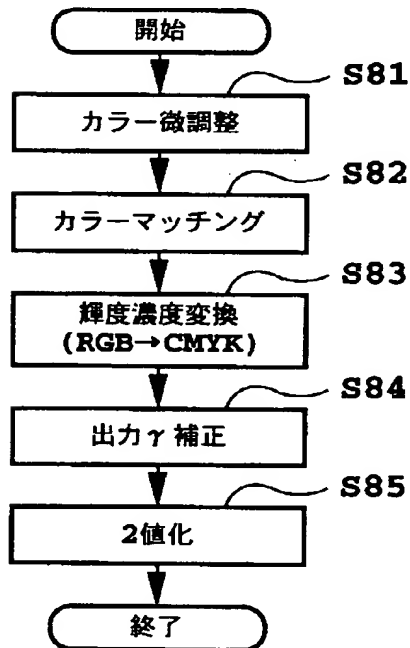 開始
S81
カラー微調整
S82
カラーマッチング
S83
輝度濃度変換
(RGB→CMYK)
S84
出力γ補正
S85
2値化
終了